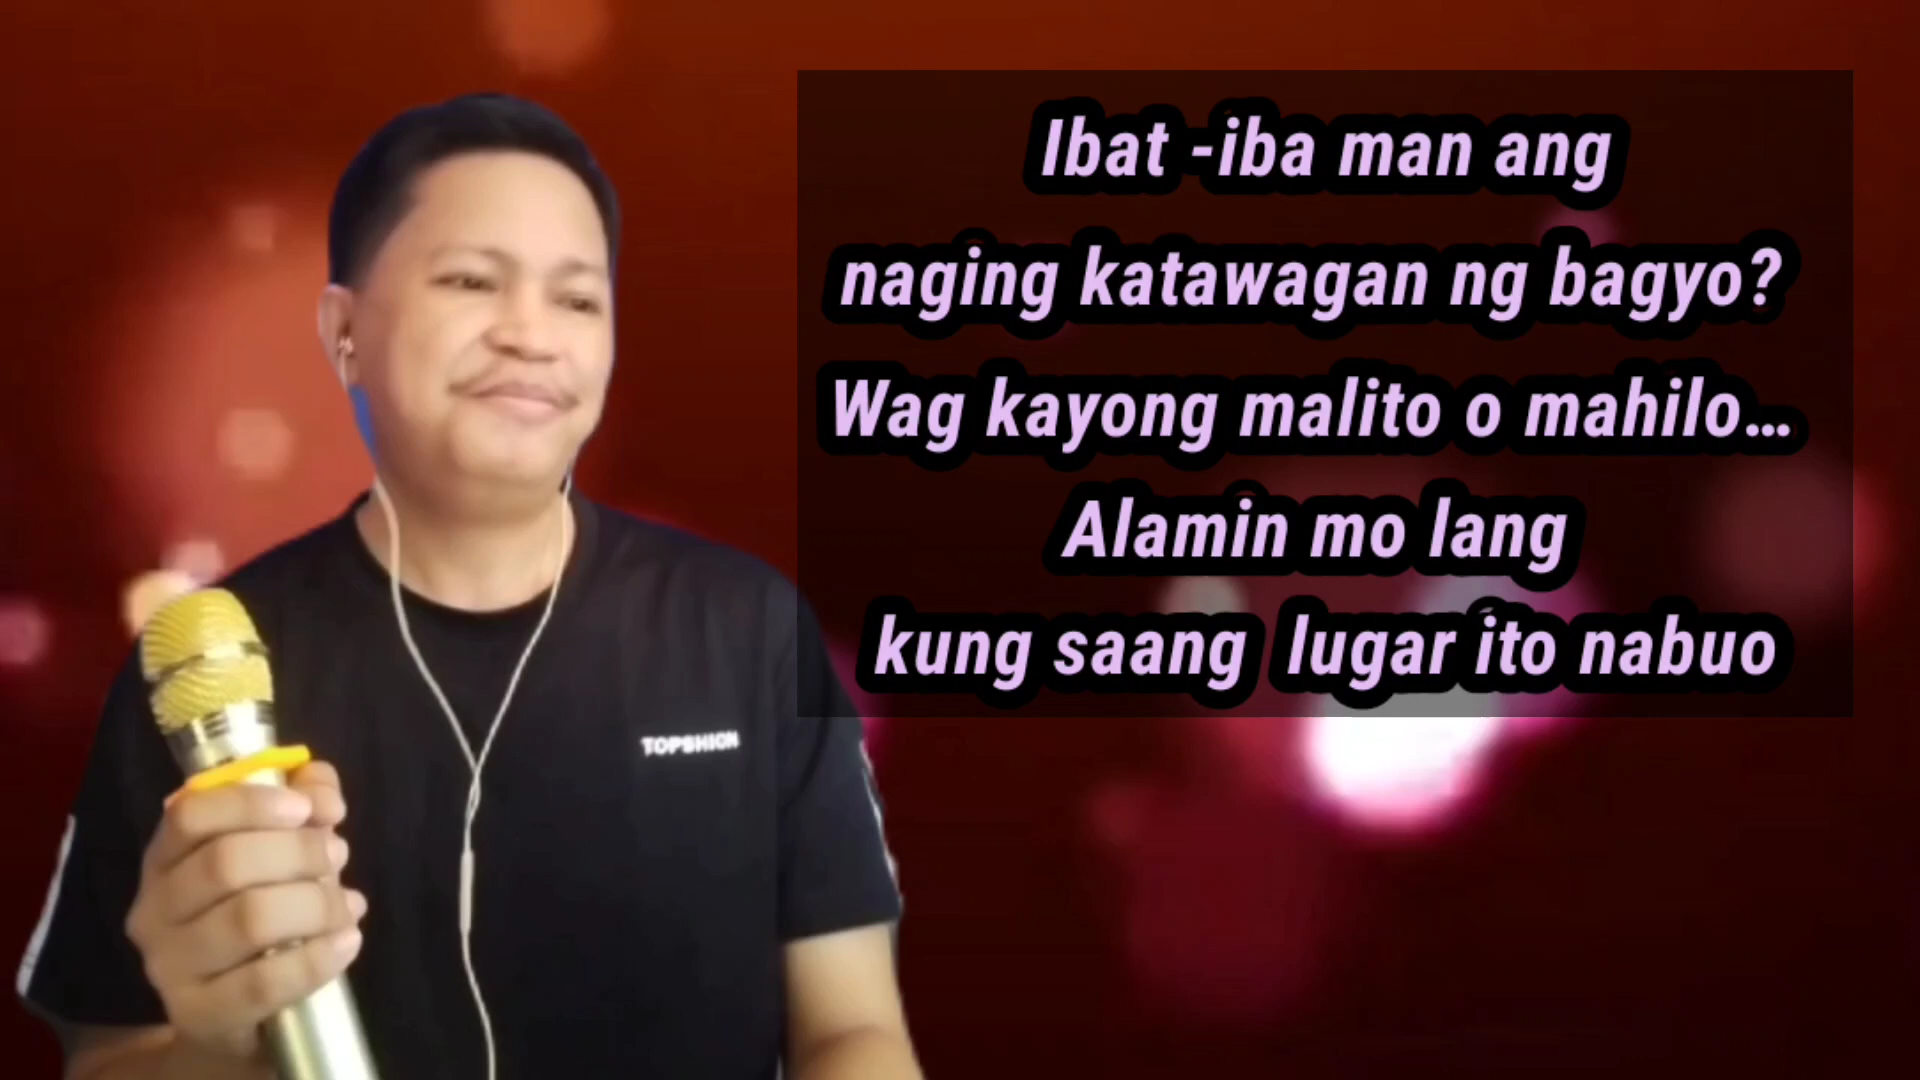 Ibat -iba man ang
naging katawagan ng bagyo?
Wag kayong malito o mahilo...
Alamin mo lang
kung saang lugar ito nabuo
TOPSHION